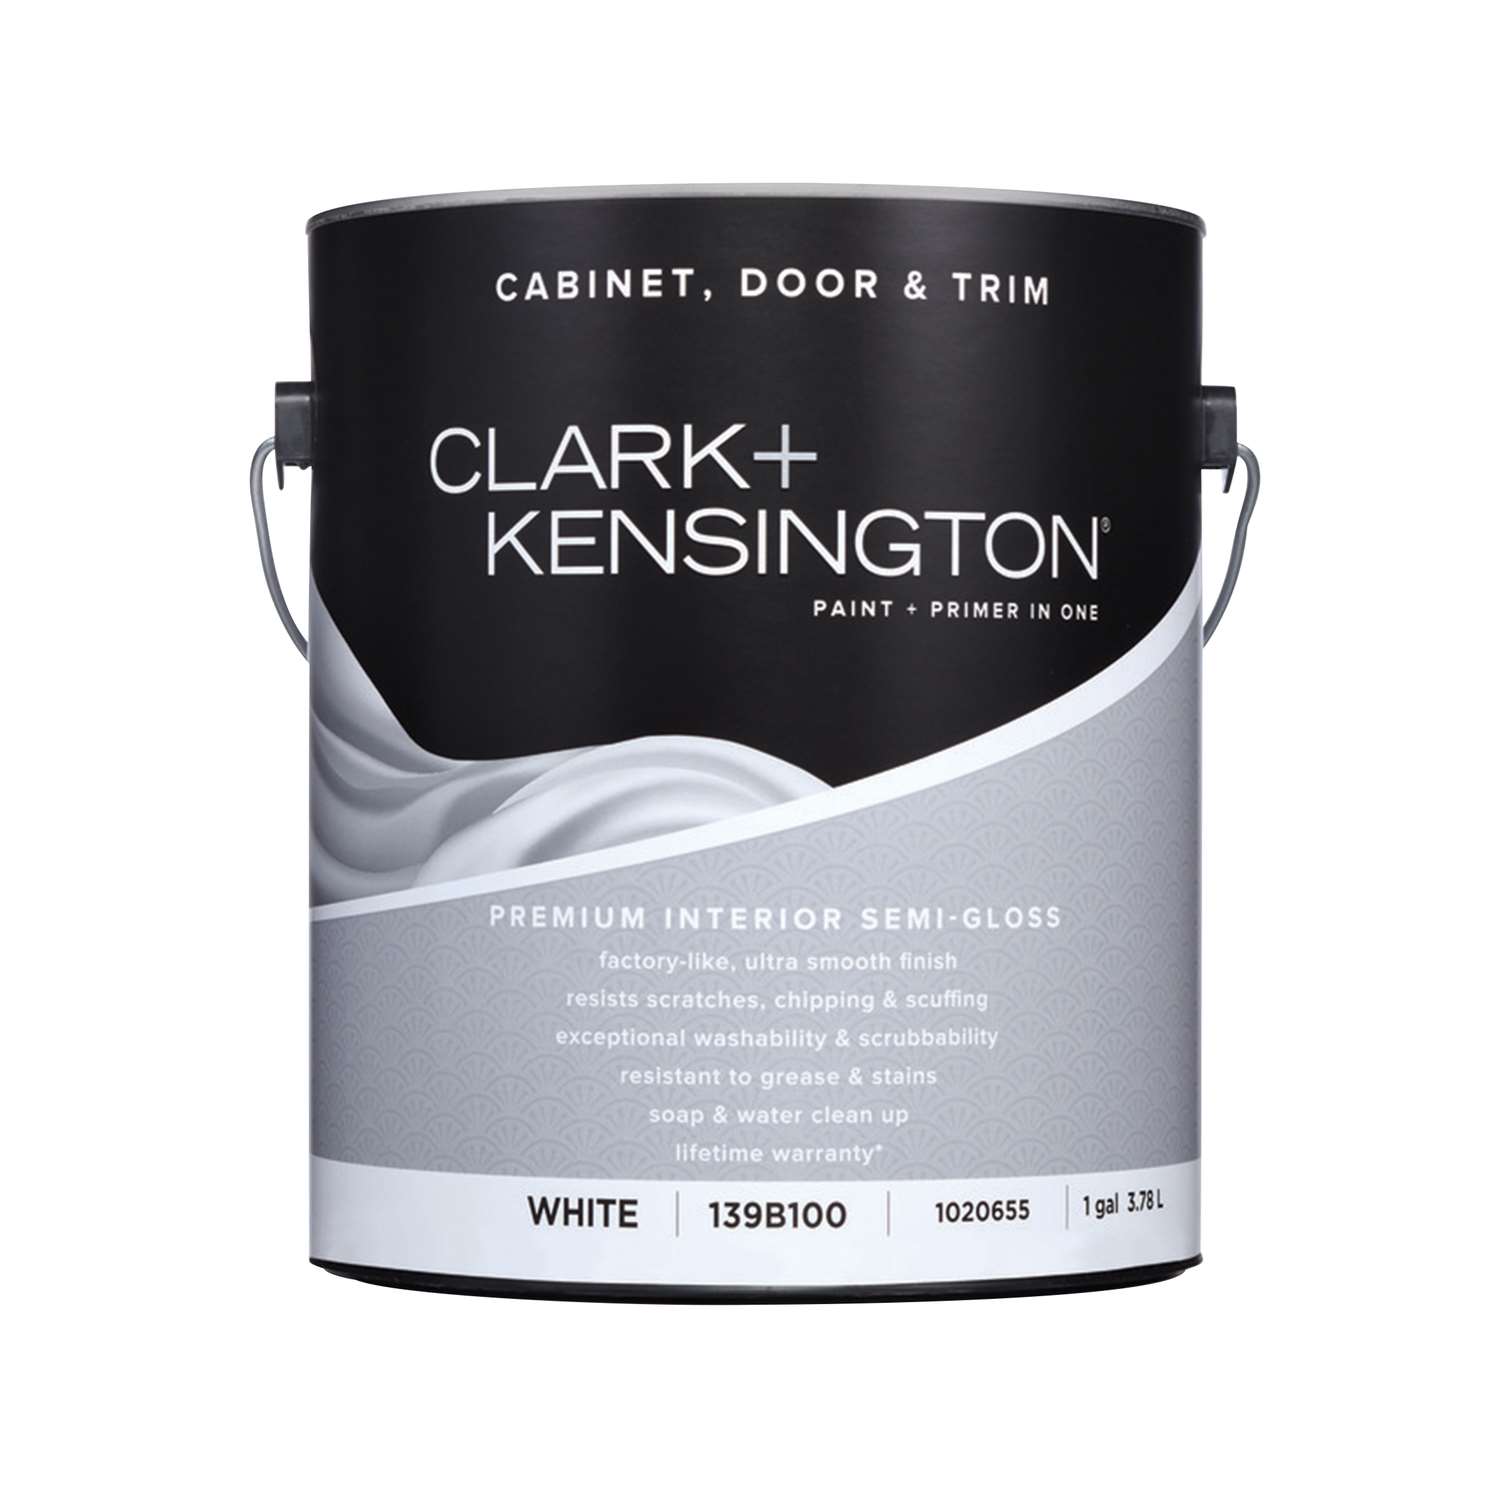 CABINET, DOOR & TRIM
CLARK+
KENSINGTON®
PAINT + PRIMER IN ONE
PREMIUM INTERIOR SEMI-GLOSS
factory-like, ultra smooth finish
resists scratches, chipping & scuffing
exceptional washability & scrubbability
resistant to grease & stains
soap & water clean up
lifetime warranty*
WHITE 139B100 1020655 1 gal 3.78 L